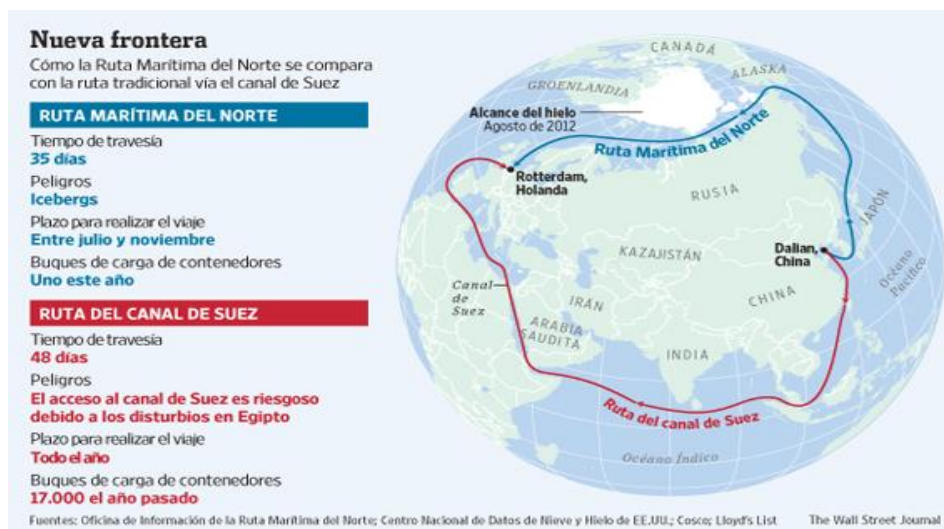 Nueva frontera
Cómo la Ruta Marítima del Norte se compara
con la ruta tradicional vía el canal de Suez
RUTA MARÍTIMA DEL NORTE
Tiempo de travesía
35 días
Peligros
Icebergs
Plazo para realizar el viaje
Entre julio y noviembre
Buques de carga de contenedores
Uno este año
RUTA DEL CANAL DE SUEZ
Tiempo de travesía
48 días
Peligros
El acceso al canal de Suez es riesgoso
debido a los disturbios en Egipto
Plazo para realizar el viaje
Todo el año
Buques de carga de contenedores
17.000 el año pasado
CANADÁ
ALASKA
GROENLANDIA
Alcance del hielo
Agosto de 2012
Ruta Marítima del Norte
Rotterdam,
Holanda
RUSIA
JAPÓN
KAZAJISTÁN
Dalian,
China
Océano
Pacífico
Canal
de
Suez
IRÁN
CHINA
ARABIA
SAUDITA
INDIA
Ruta del canal de Suez
Océano Índico
Fuentes: Oficina de Información de la Ruta Marítima del Norte; Centro Nacional de Datos de Nieve y Hielo de EE.UU.; Cosco; Lloyd's List
The Wall Street Journal